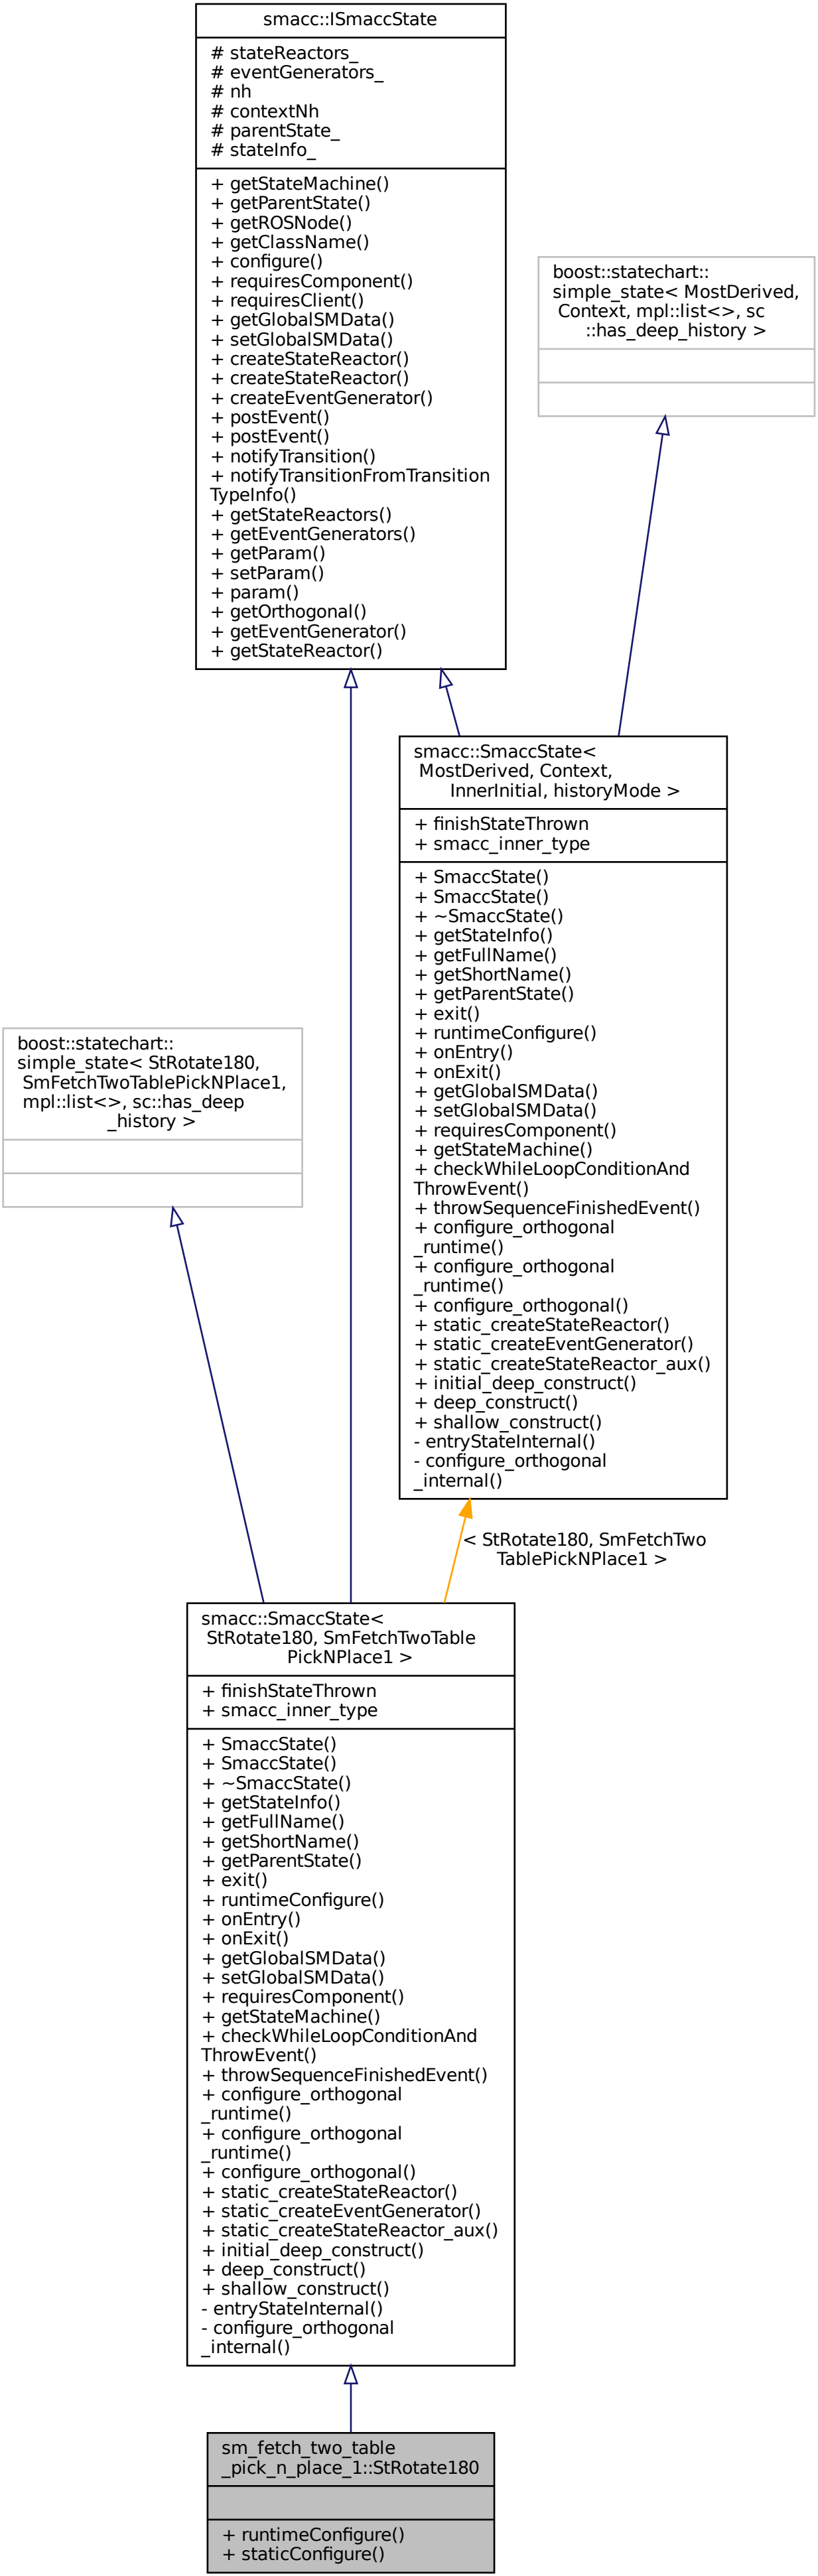 smacc::ISmaccState
# stateReactors_
# eventGenerators_
# nh
# contextNh
# parentState_
# stateInfo_
+ getStateMachine()
+ getParentState()
+ getROSNode()
+ getClassName()
+ configure()
+ requiresComponent()
+ requiresClient()
+ getGlobalSMData()
+ setGlobalSMData()
+ createStateReactor()
+ createStateReactor()
+ createEventGenerator()
+ postEvent()
+ postEvent()
+ notifyTransition()
+ notifyTransitionFromTransition
TypeInfo()
+ getStateReactors()
+ getEventGenerators()
+ getParam()
+ setParam()
+ param()
+ getOrthogonal()
+ getEventGenerator()
+ getStateReactor()
boost::statechart::
simple_state< MostDerived,
Context, mpl::list<>, sc
::has_deep_history >
smacc::SmaccState<
MostDerived, Context,
InnerInitial, historyMode >
+ finishStateThrown
+ smacc_inner_type
+ SmaccState()
+ SmaccState()
+ ~SmaccState()
+ getStateInfo()
+ getFullName()
+ getShortName()
+ getParentState()
+ exit()
+ runtimeConfigure()
+ onEntry()
+ onExit()
+ getGlobalSMData()
+ setGlobalSMData()
+ requiresComponent()
+ getStateMachine()
+ checkWhileLoopConditionAnd
ThrowEvent()
+ throwSequenceFinishedEvent()
+ configure_orthogonal
_runtime()
+ configure_orthogonal
_runtime()
+ configure_orthogonal()
+ static_createStateReactor()
+ static_createEventGenerator()
+ static_createStateReactor_aux()
+ initial_deep_construct()
+ deep_construct()
+ shallow_construct()
- entryStateInternal()
- configure_orthogonal
_internal()
boost::statechart::
simple_state< StRotate180,
SmFetchTwoTablePickNPlace1,
mpl::list<>, sc::has_deep
_history >
< StRotate180, SmFetchTwo
TablePickNPlace1 >
smacc::SmaccState<
StRotate180, SmFetchTwoTable
PickNPlace1 >
+ finishStateThrown
+ smacc_inner_type
+ SmaccState()
+ SmaccState()
+ ~SmaccState()
+ getStateInfo()
+ getFullName()
+ getShortName()
+ getParentState()
+ exit()
+ runtimeConfigure()
+ onEntry()
+ onExit()
+ getGlobalSMData()
+ setGlobalSMData()
+ requiresComponent()
+ getStateMachine()
+ checkWhileLoopConditionAnd
ThrowEvent()
+ throwSequenceFinishedEvent()
+ configure_orthogonal
_runtime()
+ configure_orthogonal
_runtime()
+ configure_orthogonal()
+ static_createStateReactor()
+ static_createEventGenerator()
+ static_createStateReactor_aux()
+ initial_deep_construct()
+ deep_construct()
+ shallow_construct()
- entryStateInternal()
- configure_orthogonal
_internal()
sm_fetch_two_table
_pick_n_place_1::StRotate180
+ runtimeConfigure()
+ staticConfigure()